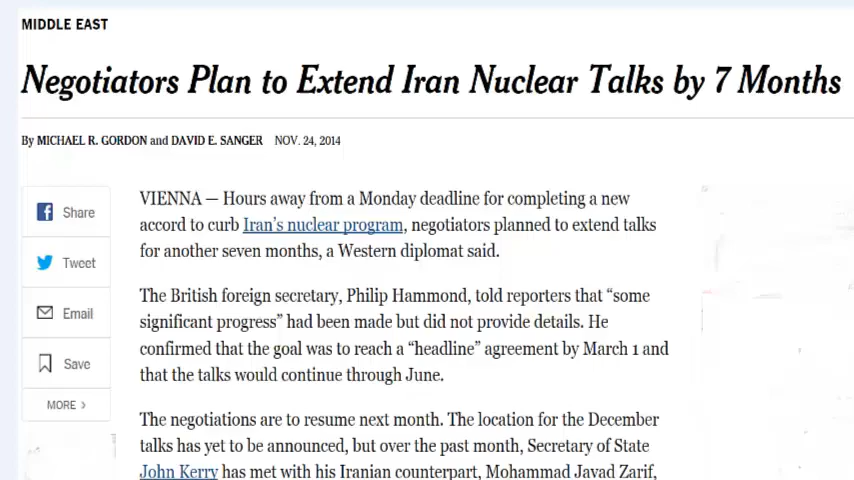 MIDDLE EAST
Negotiators Plan to Extend Iran Nuclear Talks by 7 Months
By MICHAEL R. GORDON and DAVID E. SANGER NOV. 24, 2014
Share
Tweet
Email
Save
MORE >
VIENNA — Hours away from a Monday deadline for completing a new
accord to curb Iran’s nuclear program, negotiators planned to extend talks
for another seven months, a Western diplomat said.
The British foreign secretary, Philip Hammond, told reporters that “some
significant progress” had been made but did not provide details. He
confirmed that the goal was to reach a “headline” agreement by March 1 and
that the talks would continue through June.
The negotiations are to resume next month. The location for the December
talks has yet to be announced, but over the past month, Secretary of State
John Kerry has met with his Iranian counterpart, Mohammad Javad Zarif,